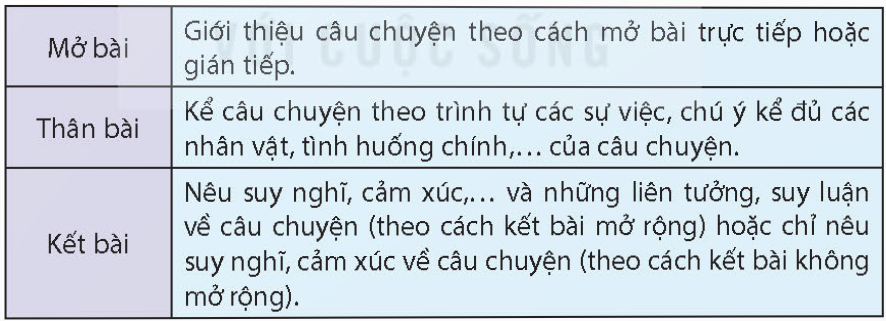 Mở bài
Giới thiệu câu chuyện theo cách mở bài trực tiếp hoặc
gián tiếp.
Thân bài
Kể câu chuyện theo trình tự các sự việc, chú ý kể đủ các
nhân vật, tình huống chính,... của câu chuyện.
Kết bài
Nêu suy nghĩ, cảm xúc,... và những liên tưởng, suy luận
về câu chuyện (theo cách kết bài mở rộng) hoặc chỉ nêu
suy nghĩ, cảm xúc về câu chuyện (theo cách kết bài không
mở rộng).
VỚI CUỘC SỐNG